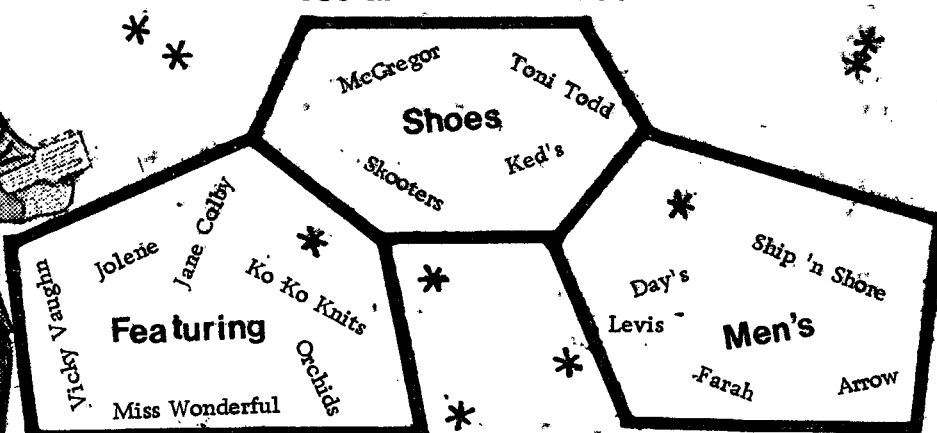 McGregor
Toni Todd
Shoes
Skooters
Ked's
Vicky Vaughn
Jolene
Jane Colby
Ko Ko Knits
Featuring
Orchids
Miss Wonderful
Ship 'n Shore
Day's
Levis
Men's
Farah
Arrow